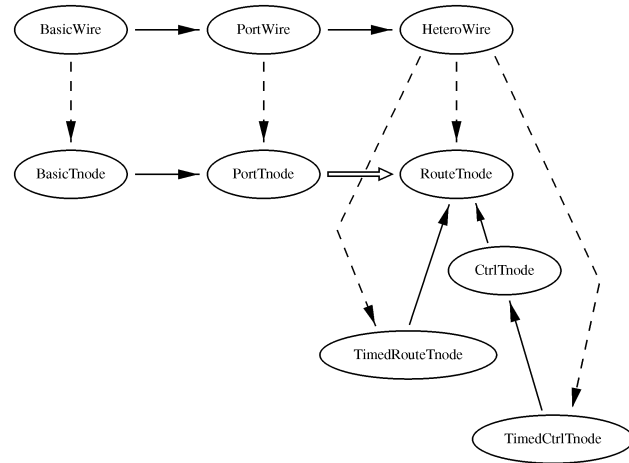 BasicWire
PortWire
HeteroWire
BasicTnode
PortTnode
RouteTnode
CtrlTnode
TimedRouteTnode
TimedCtrlTnode